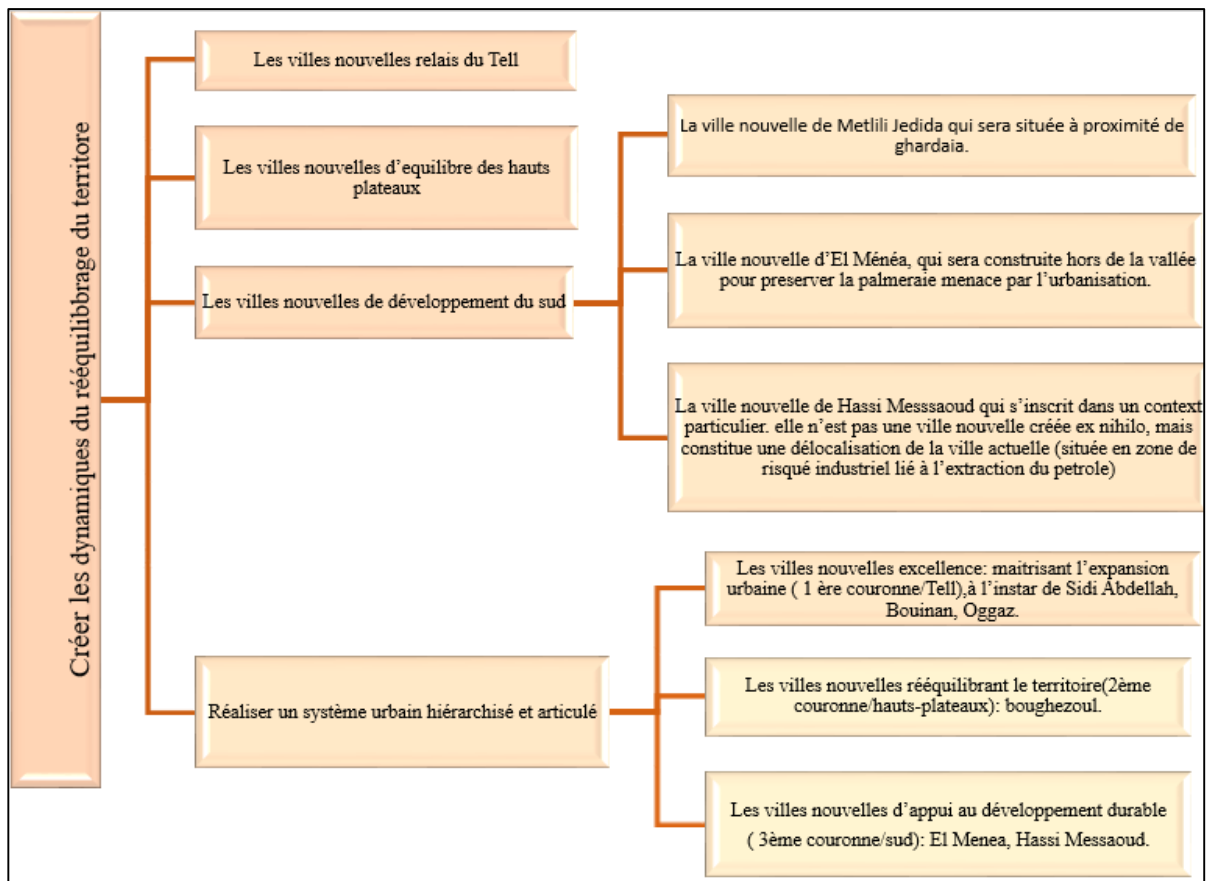 Créer les dynamiques du rééquilibbrage du territore
Les villes nouvelles relais du Tell
Les villes nouvelles d'equilibre des hauts
plateaux
Les villes nouvelles de développement du sud
La ville nouvelle de Metlili Jedida qui sera située à proximité de
ghardaia.
La ville nouvelle d'El Ménéa, qui sera construite hors de la vallée
pour preserver la palmeraie menace par l'urbanisation.
La ville nouvelle de Hassi Messsaoud qui s'inscrit dans un context
particulier. elle n'est pas une ville nouvelle créée ex nihilo, mais
constitue une délocalisation de la ville actuelle (située en zone de
risqué industriel lié à l'extraction du petrole)
Réaliser un système urbain hiérarchisé et articulé
Les villes nouvelles excellence: maitrisant l'expansion
urbaine ( 1 ère couronne/Tell),à l'instar de Sidi Abdellah,
Bouinan, Oggaz.
Les villes nouvelles rééquilibrant le territoire(2ème
couronne/hauts-plateaux): boughezoul.
Les villes nouvelles d'appui au développement durable
( 3ème couronne/sud): El Menea, Hassi Messaoud.